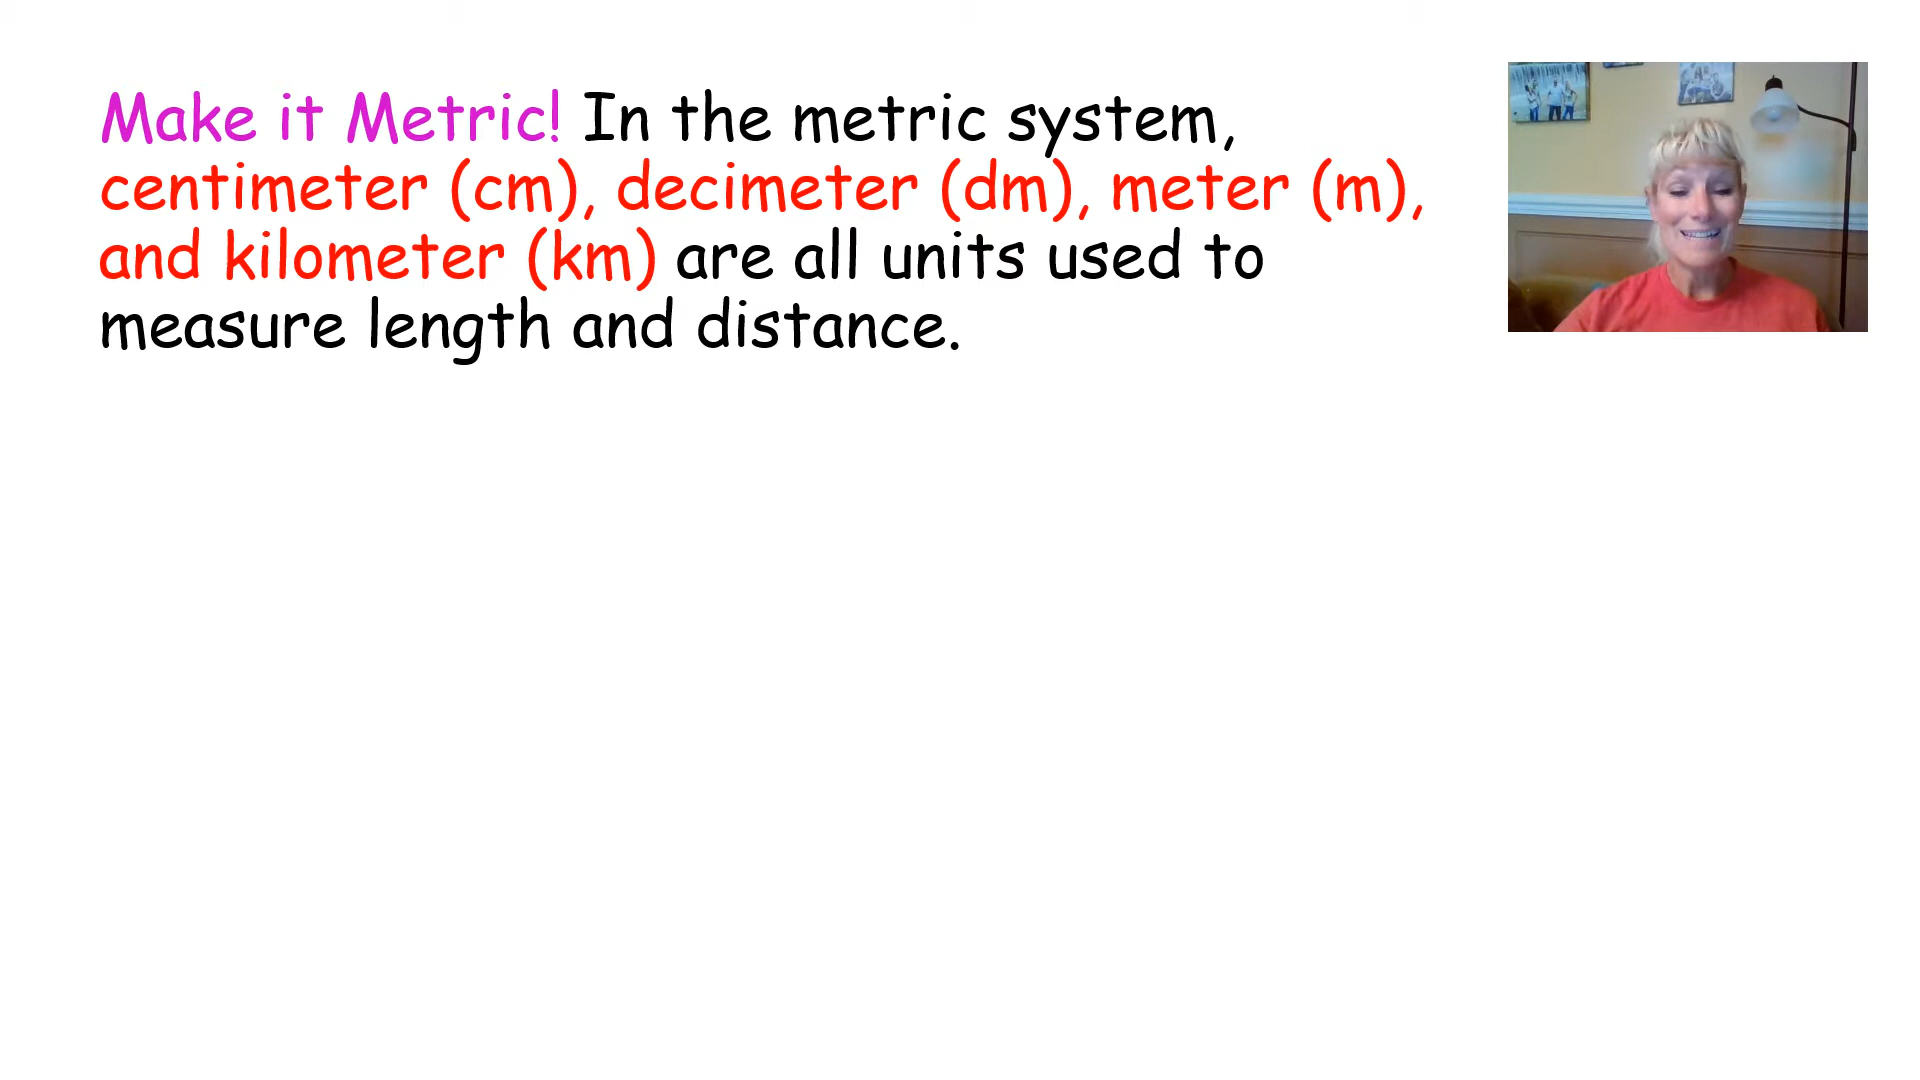 Make it Metric! In the metric system,
centimeter (cm), decimeter (dm), meter (m),
and kilometer (km) are all units used to
measure length and distance.